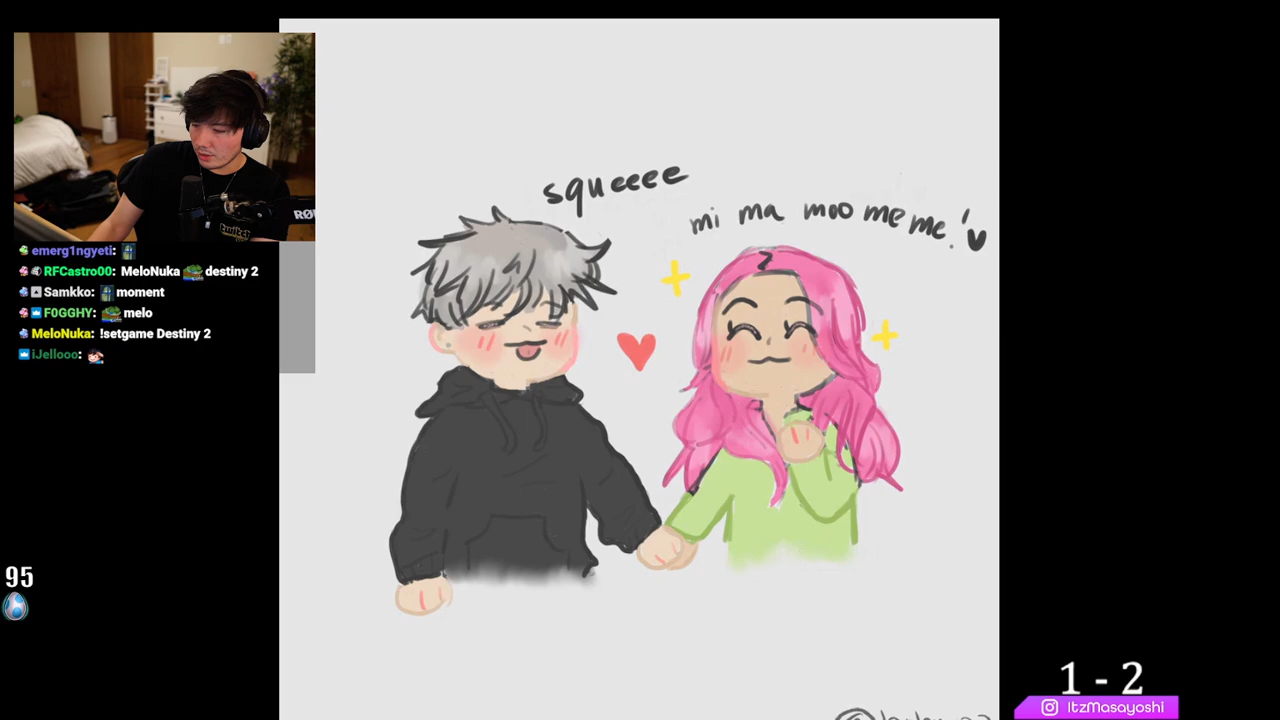 squeeee
mi ma moo me me!
twitch
emerg1ngyeti:
RFCastro00: MeloNuka destiny 2
Samkko: moment
F0GGHY: melo
MeloNuka: !setgame Destiny 2
iJellooo:
95
1 - 2
ItzMasayoshi